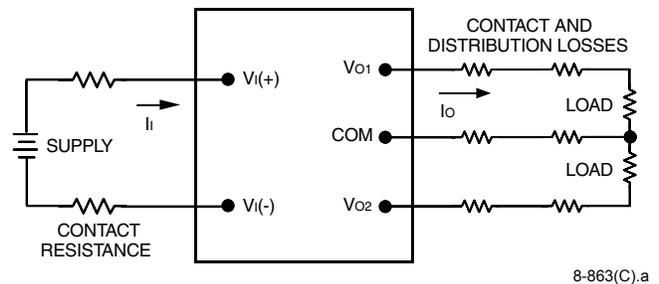 CONTACT AND
DISTRIBUTION LOSSES
VI(+)
VO1
II
IO
LOAD
SUPPLY
COM
LOAD
VI(-)
VO2
CONTACT
RESISTANCE
8-863(C).a